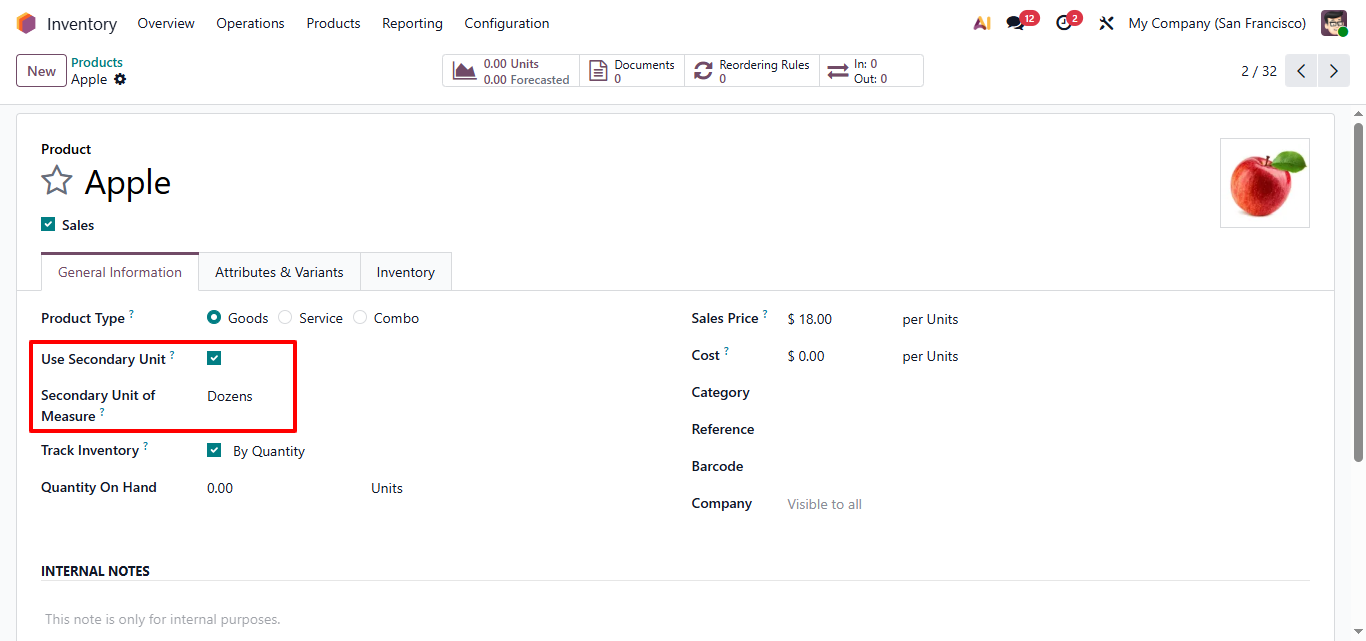 Inventory Overview Operations Products Reporting Configuration AI 12 2 My Company (San Francisco)
New Products
Apple
0.00 Units
0.00 Forecasted
Documents
0
Reordering Rules
0
In: 0
Out: 0
2 / 32
Product
Apple
Sales
General Information Attributes & Variants Inventory
Product Type ? Goods Service Combo
Use Secondary Unit ?
Secondary Unit of
Measure ? Dozens
Track Inventory ? By Quantity
Quantity On Hand 0.00 Units
Sales Price ? $ 18.00 per Units
Cost ? $ 0.00 per Units
Category
Reference
Barcode
Company Visible to all
INTERNAL NOTES
This note is only for internal purposes.